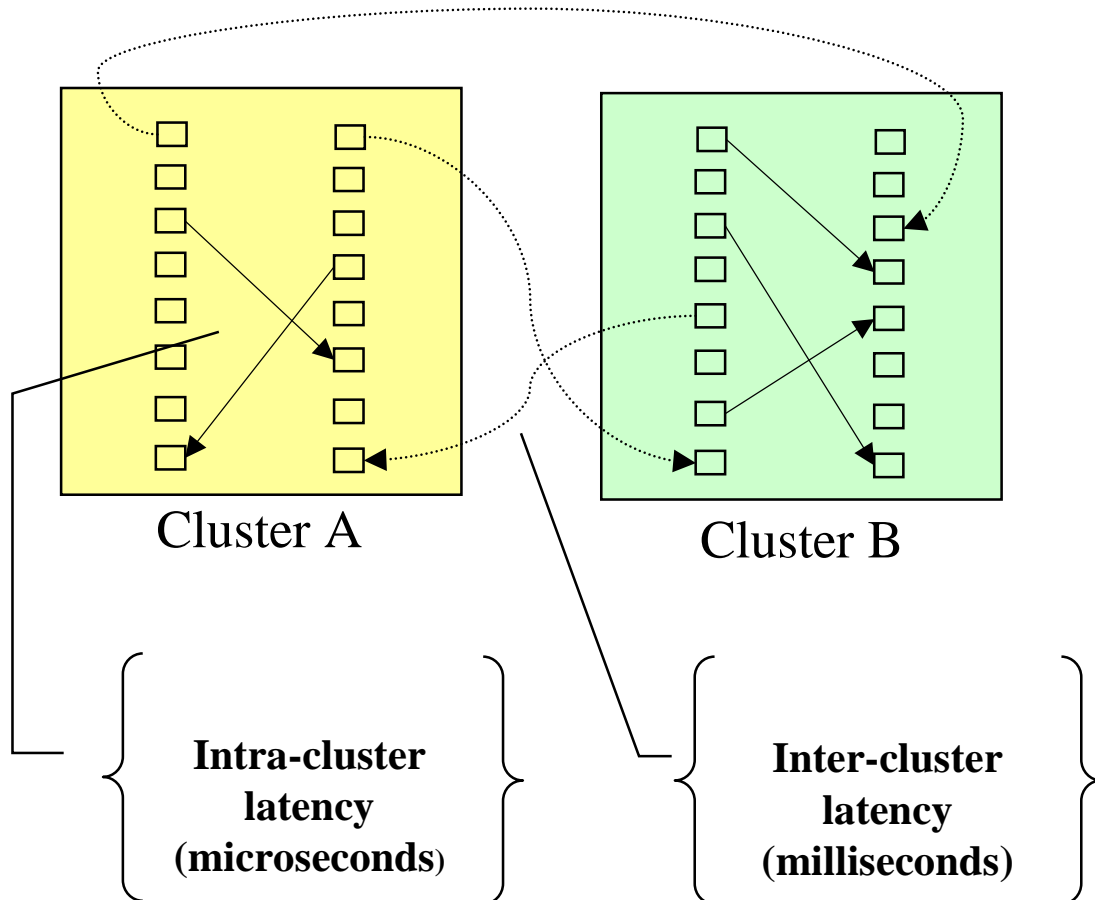 Cluster A
Cluster B
Intra-cluster
latency
(microseconds)
Inter-cluster
latency
(milliseconds)